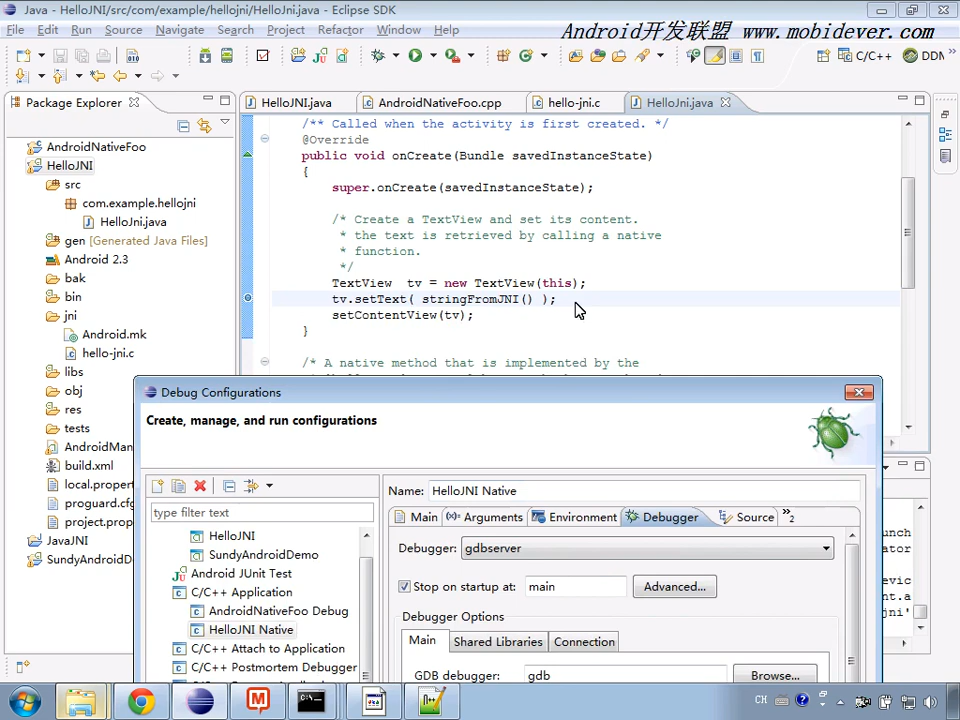 Java - HelloJNI/src/com/example/hellojni/HelloJni.java - Eclipse SDK
Android开发联盟 www.mobidever.com
File Edit Run Source Navigate Search Project Refactor Window Help
C/C++
DDM
Package Explorer
HelloJNI.java
AndroidNativeFoo.cpp
hello-jni.c
HelloJni.java
AndroidNativeFoo
HelloJNI
src
com.example.hellojni
HelloJni.java
gen [Generated Java Files]
Android 2.3
bak
bin
jni
Android.mk
hello-jni.c
libs
obj
res
tests
AndroidMan
build.xml
local.propert
proguard.cfg
project.prop
JavaJNI
SundyAndroidD
/** Called when the activity is first created. */
@Override
public void onCreate(Bundle savedInstanceState)
{
super.onCreate(savedInstanceState);
/* Create a TextView and set its content.
* the text is retrieved by calling a native
* function.
*/
TextView tv = new TextView(this);
tv.setText( stringFromJNI() );
setContentView(tv);
}
/* A native method that is implemented by the
Debug Configurations
Create, manage, and run configurations
type filter text
HelloJNI
SundyAndroidDemo
Android JUnit Test
C/C++ Application
AndroidNativeFoo Debug
HelloJNI Native
C/C++ Attach to Application
C/C++ Postmortem Debugger
Name: HelloJNI Native
Main Arguments Environment Debugger Source »2
Debugger: gdbserver
Stop on startup at: main Advanced...
Debugger Options
Main Shared Libraries Connection
GDB debugger: gdb Browse...
unch
ator
evic
nt.a
jni'
CH